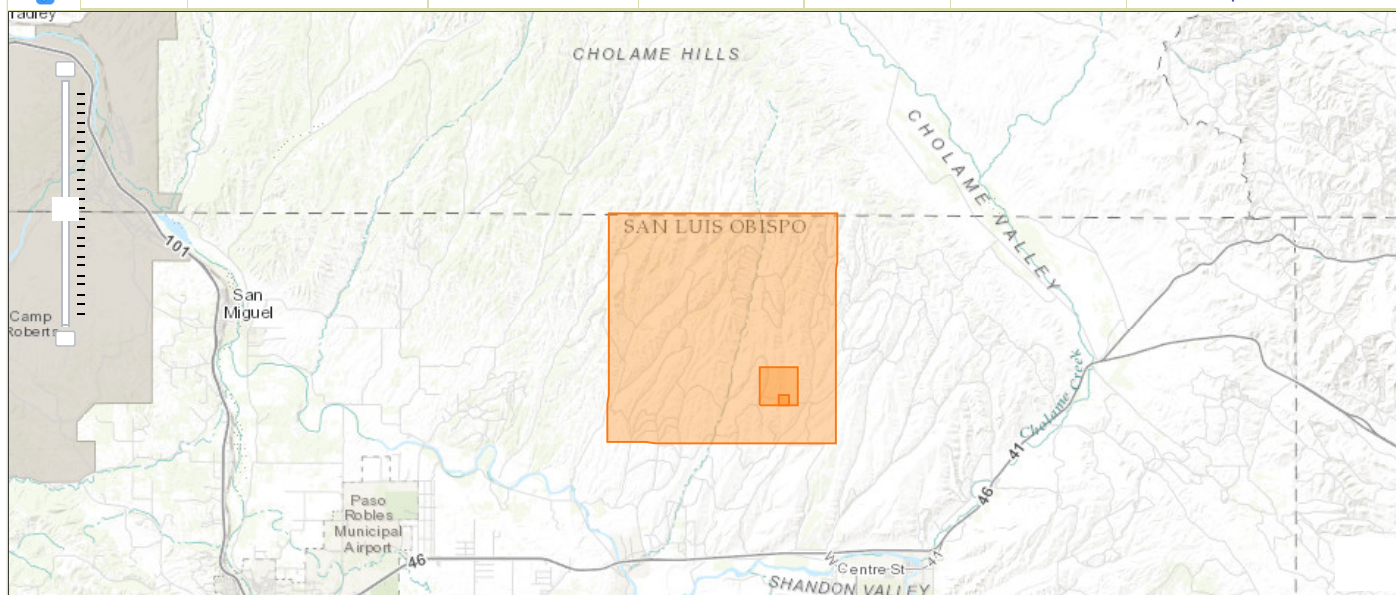 CHOLAME HILLS
CHOLAME VALLEY
SAN LUIS OBISPO
101
San
Miguel
Camp
Roberts
Cholame Creek
41
46
Paso
Robles
Municipal
Airport
46
W
Centre St
41
SHANDON VALLEY